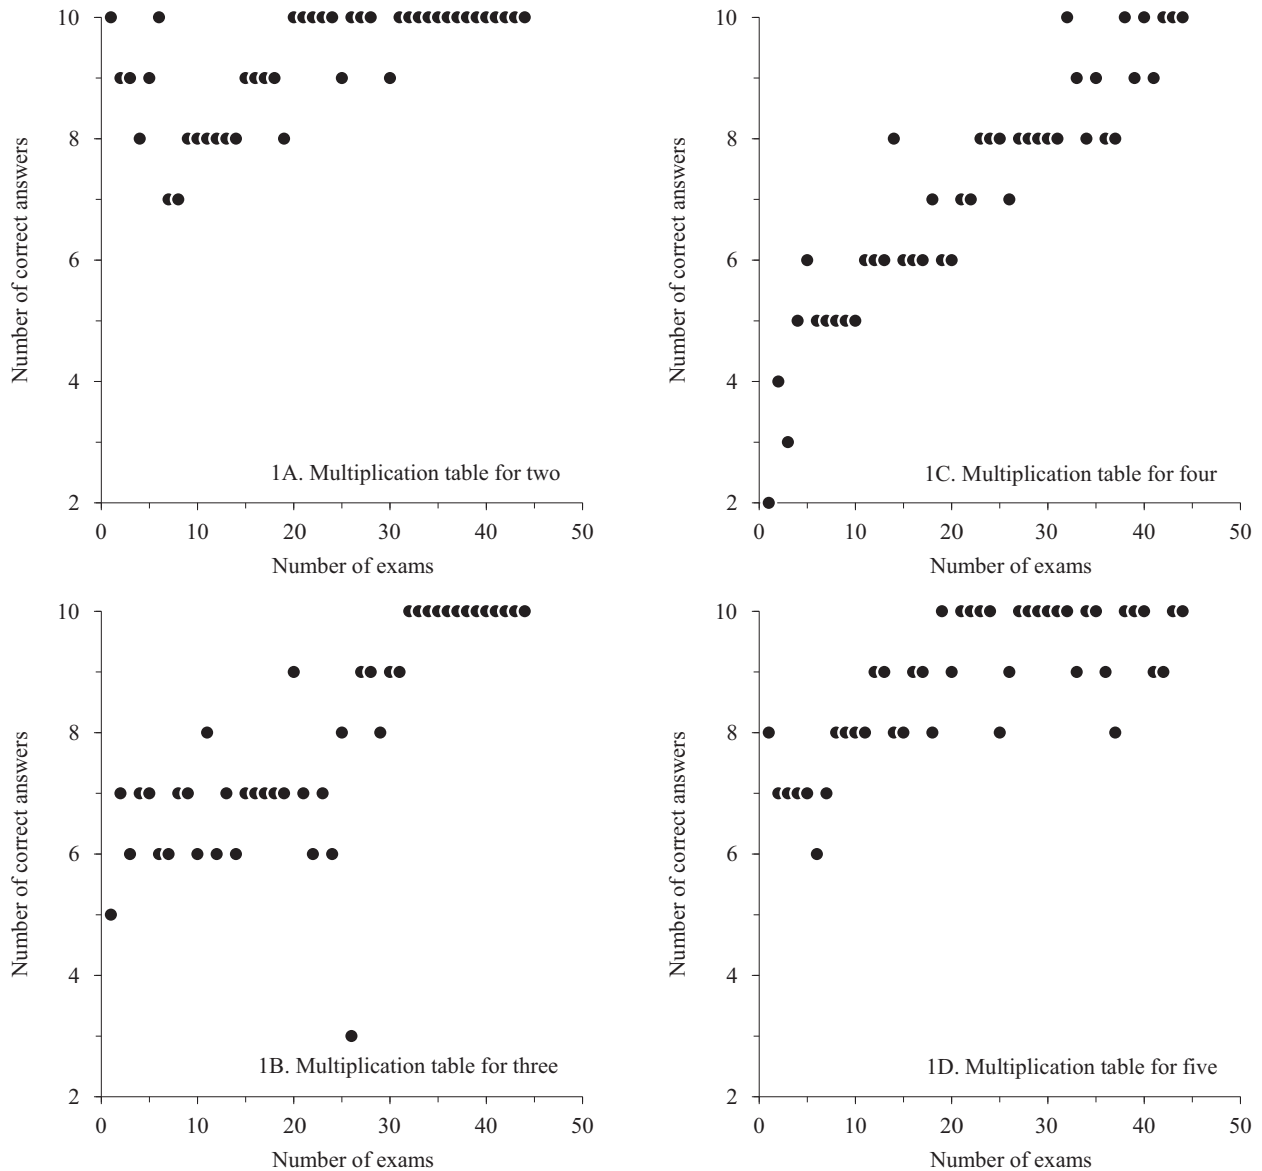 10
8
6
4
2
Number of correct answers
1A. Multiplication table for two
0 10 20 30 40 50
Number of exams
10
8
6
4
2
Number of correct answers
1C. Multiplication table for four
0 10 20 30 40 50
Number of exams
10
8
6
4
2
Number of correct answers
1B. Multiplication table for three
0 10 20 30 40 50
Number of exams
10
8
6
4
2
Number of correct answers
1D. Multiplication table for five
0 10 20 30 40 50
Number of exams